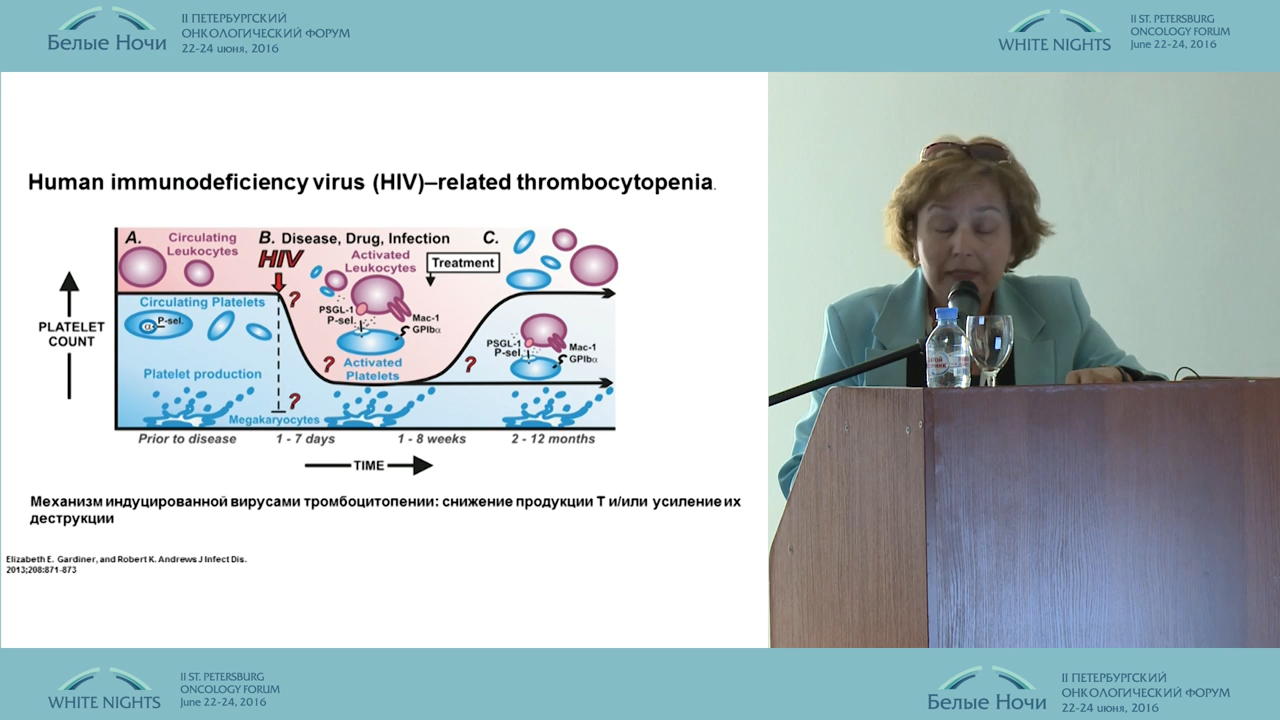 Белые Ночи
II ПЕТЕРБУРГСКИЙ
ОНКОЛОГИЧЕСКИЙ ФОРУМ
22-24 июня, 2016
WHITE NIGHTS
II ST. PETERSBURG
ONCOLOGY FORUM
June 22-24, 2016
Human immunodeficiency virus (HIV)–related thrombocytopenia.
A.
Circulating
Leukocytes
B. Disease, Drug, Infection
C.
HIV
Activated
Leukocytes
Treatment
?
Circulating Platelets
PSGL-1
P-sel.
Mac-1
GPIbα
α
P-sel.
PLATELET
COUNT
PSGL-1
P-sel.
Mac-1
GPIbα
?
Activated
Platelets
?
Platelet production
?
Megakaryocytes
Prior to disease
1 - 7 days
1 - 8 weeks
2 - 12 months
TIME
Механизм индуцированной вирусами тромбоцитопении: снижение продукции Т и/или усиление их
деструкции
Elizabeth E. Gardiner, and Robert K. Andrews J Infect Dis.
2013;208:871-873
WHITE NIGHTS
II ST. PETERSBURG
ONCOLOGY FORUM
June 22-24, 2016
Белые Ночи
II ПЕТЕРБУРГСКИЙ
ОНКОЛОГИЧЕСКИЙ ФОРУМ
22-24 июня, 2016